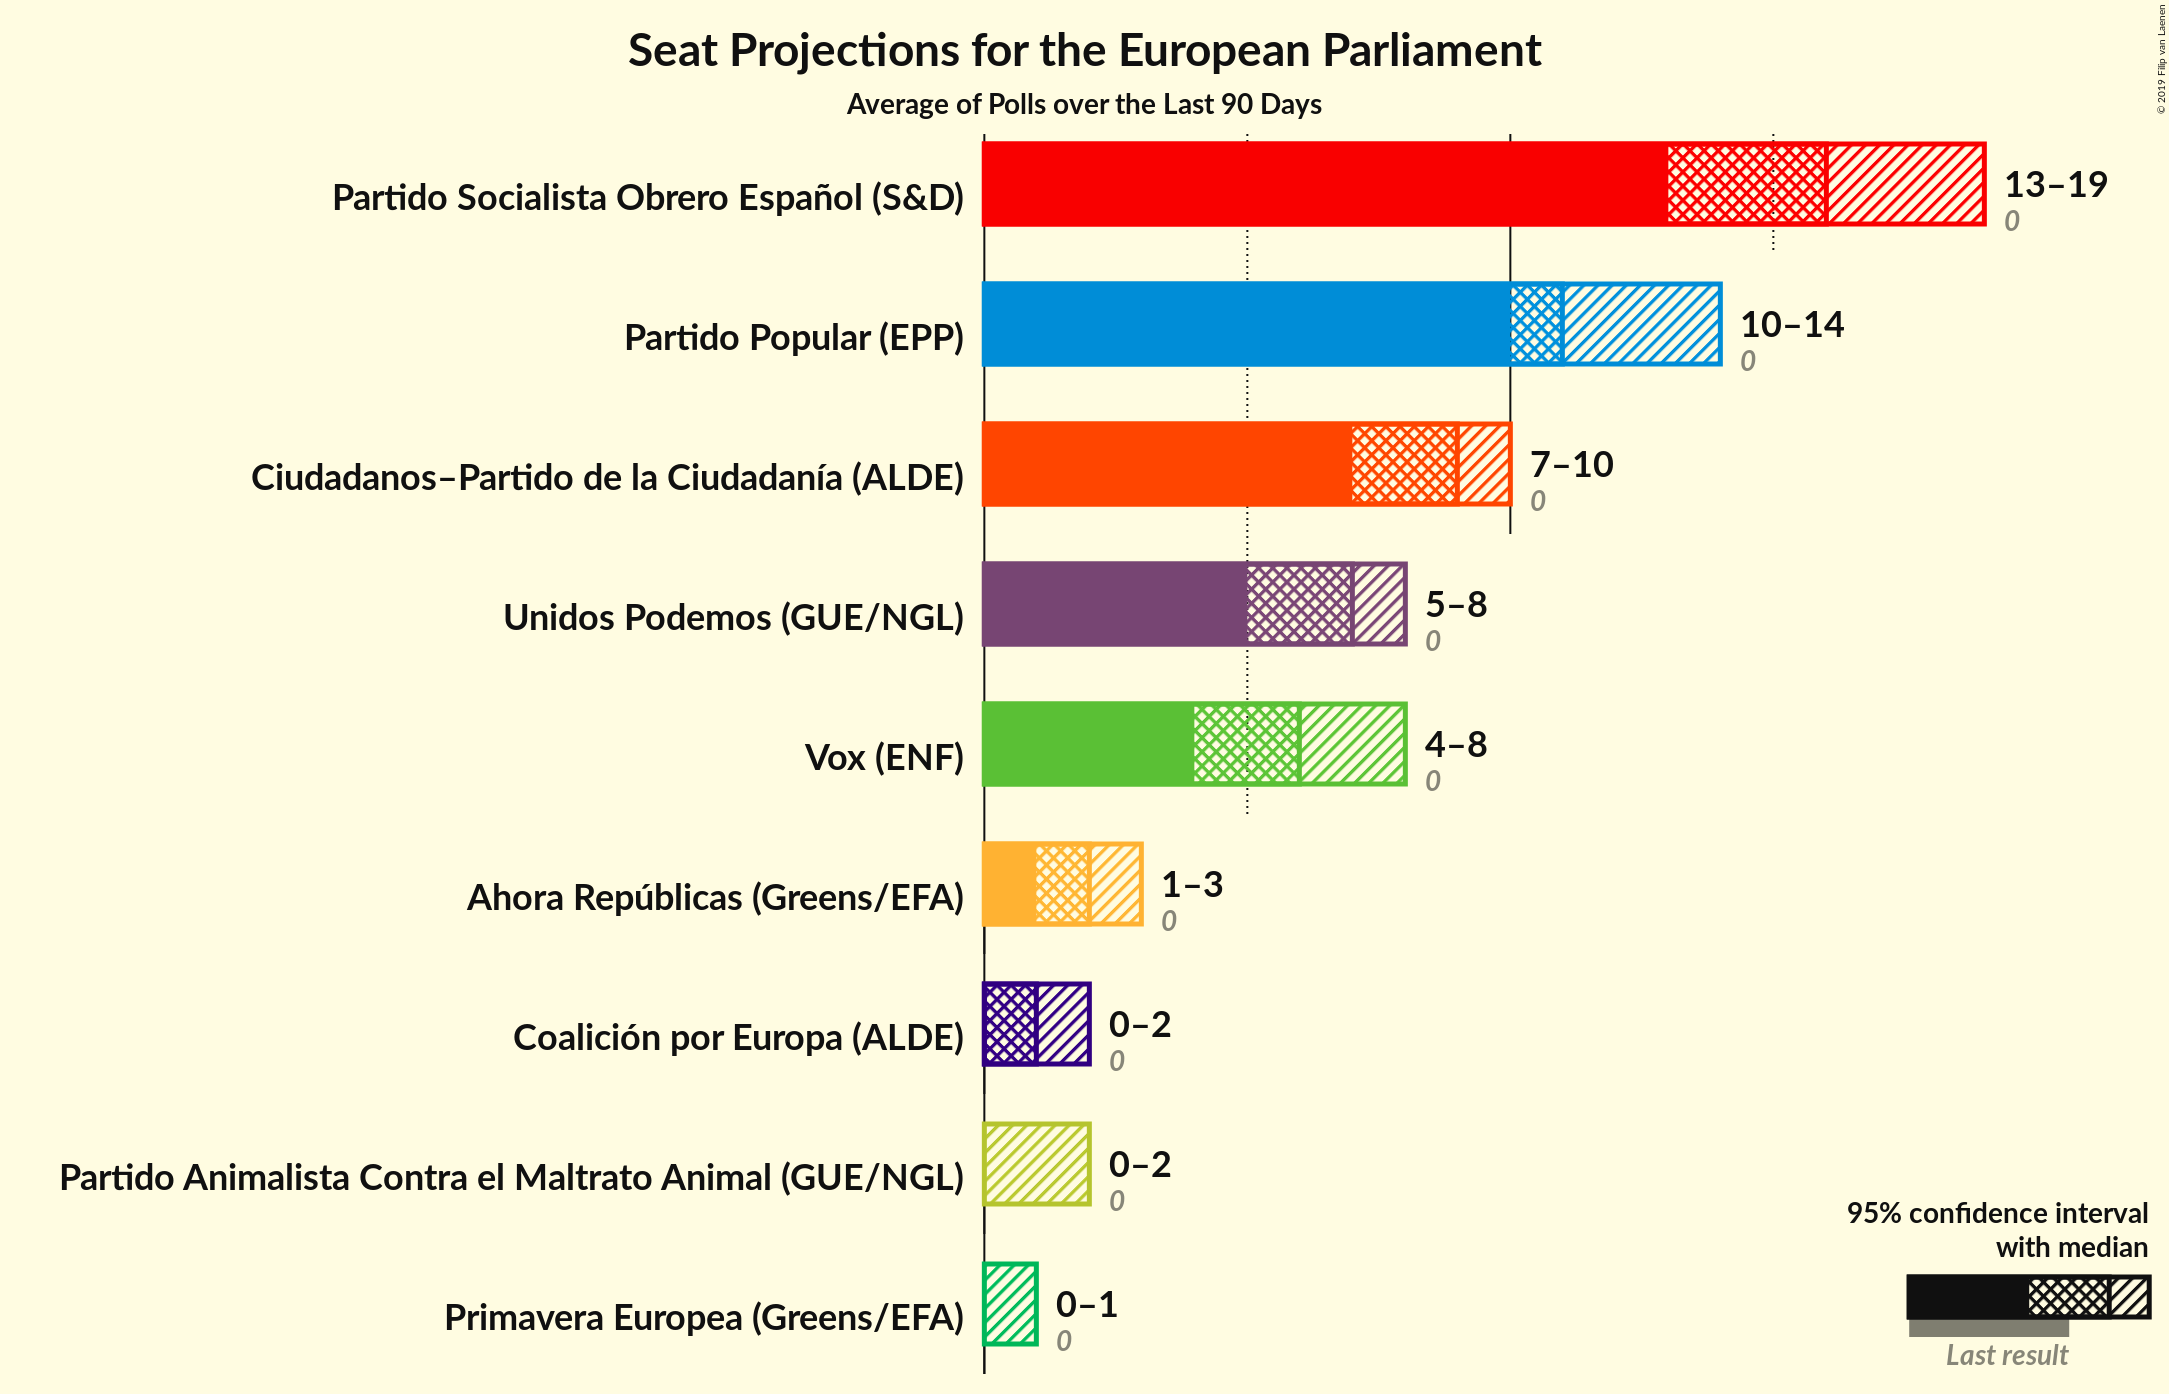 Seat Projections for the European Parliament
Average of Polls over the Last 90 Days
© 2019 Filip van Laenen
Partido Socialista Obrero Español (S&D)
13–19
0
Partido Popular (EPP)
10–14
0
Ciudadanos–Partido de la Ciudadanía (ALDE)
7–10
0
Unidos Podemos (GUE/NGL)
5–8
0
Vox (ENF)
4–8
0
Ahora Repúblicas (Greens/EFA)
1–3
0
Coalición por Europa (ALDE)
0–2
0
Partido Animalista Contra el Maltrato Animal (GUE/NGL)
0–2
0
Primavera Europea (Greens/EFA)
0–1
0
95% confidence interval
with median
Last result